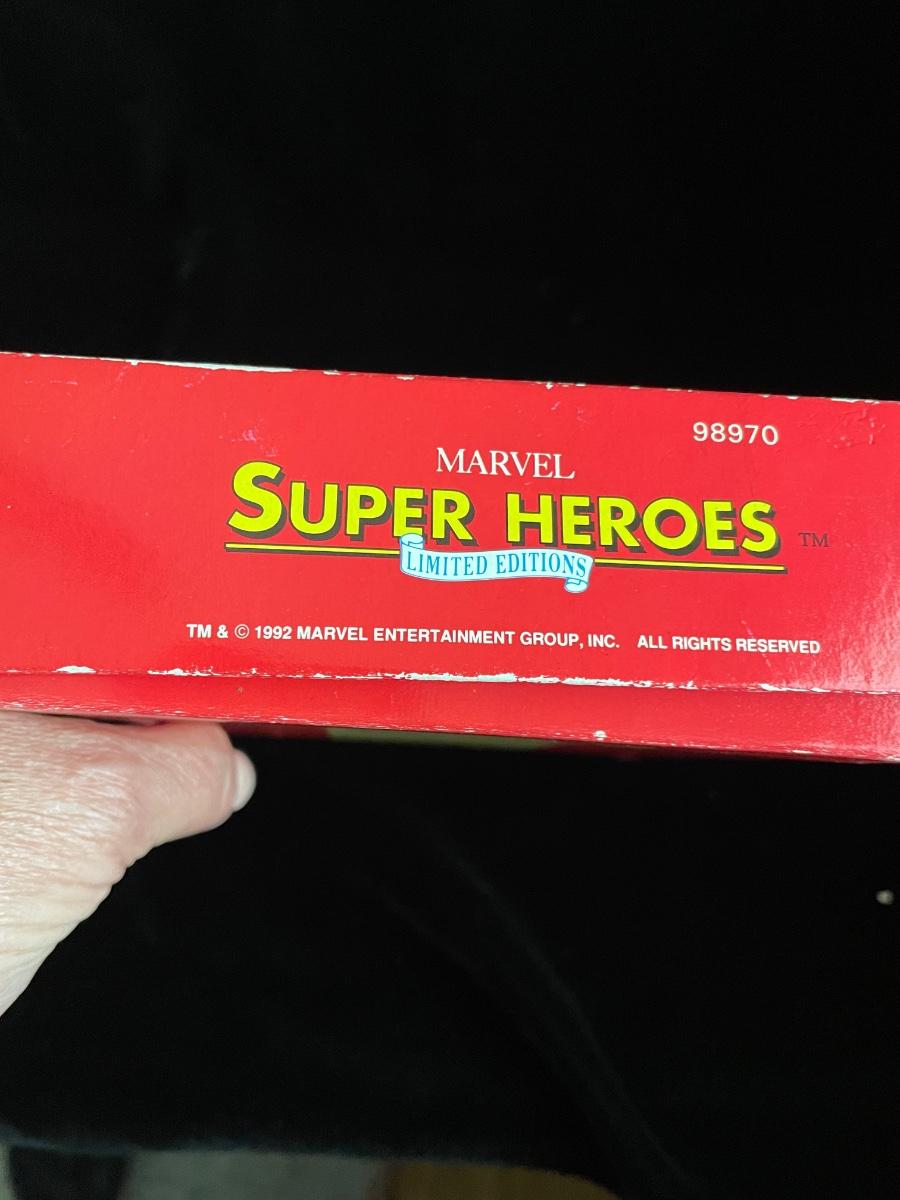 98970
MARVEL
SUPER HEROES TM
LIMITED EDITIONS
TM & © 1992 MARVEL ENTERTAINMENT GROUP, INC. ALL RIGHTS RESERVED